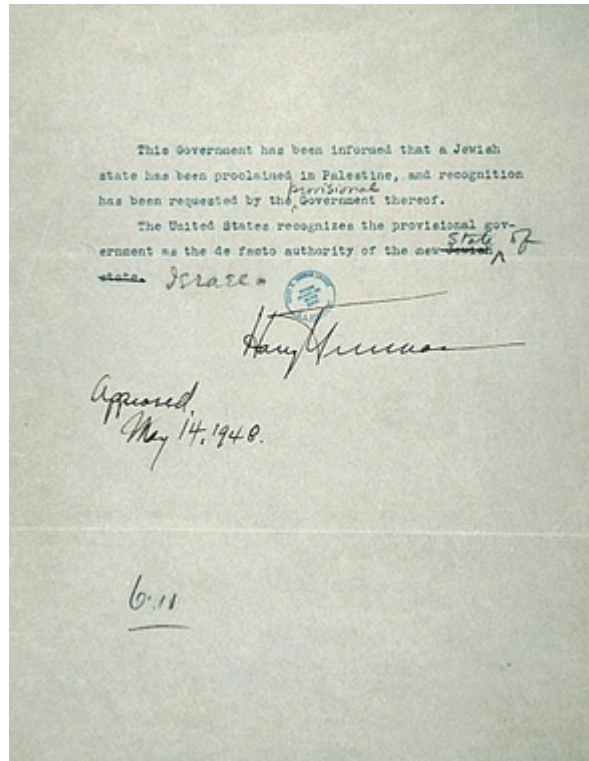 This Government has been informed that a Jewish
state has been proclaimed in Palestine, and recognition
provisional
has been requested by the Government thereof.
The United States recognizes the provisional gov-
State of
ernment as the de facto authority of the new Jewish
state. Israel.
Harry Truman
Approved,
May 14, 1948.
6.11